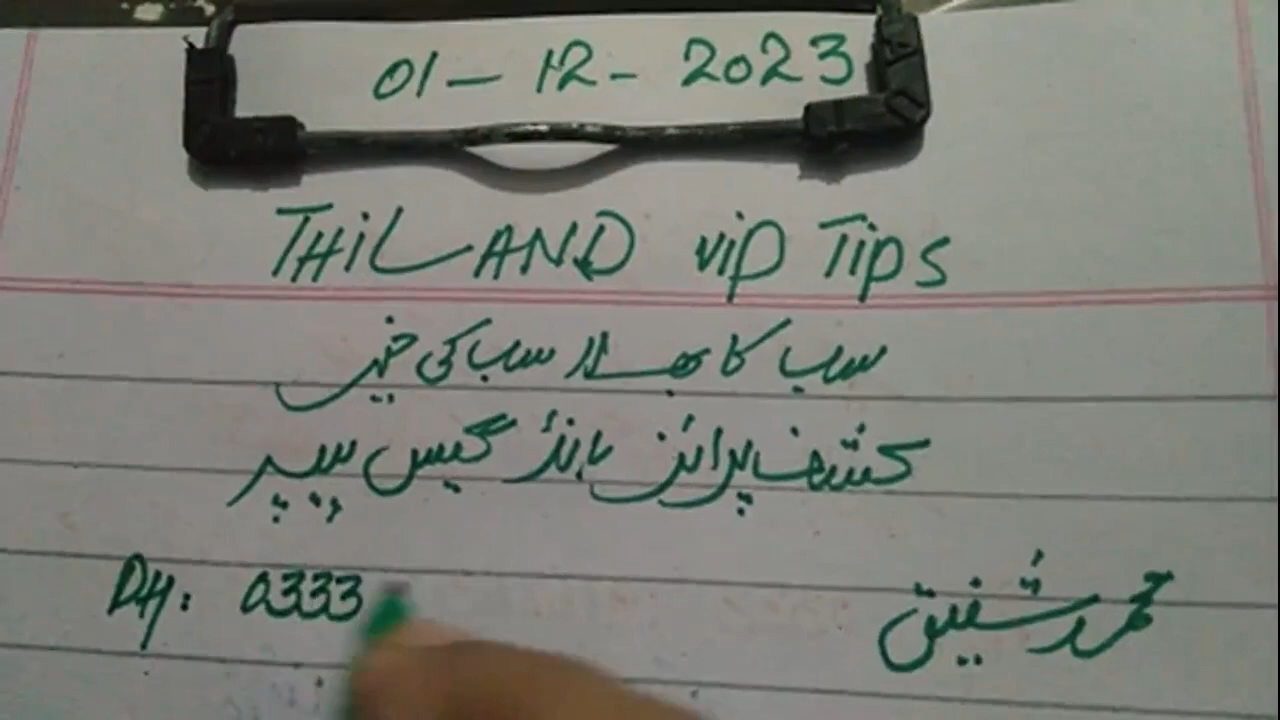 01 - 12 - 2023
THiLAND ViP TipS
سب کا بھلا سب کی خیر
کشف پرائز بانڈ گیس پیپر
محمد شفیق
PH: 0333